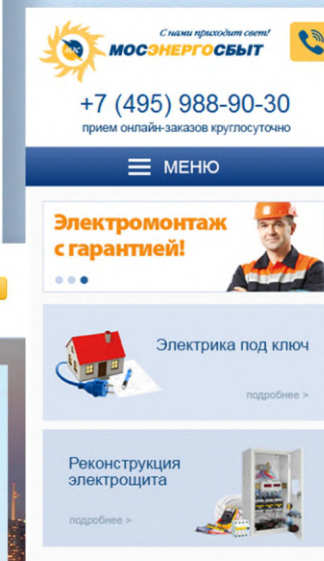 С нами приходит свет!
МОСЭНЕРГОСБЫТ
+7 (495) 988-90-30
прием онлайн-заказов круглосуточно
МЕНЮ
Электромонтаж
с гарантией!
Электрика под ключ
подробнее >
Реконструкция
электрощита
подробнее >